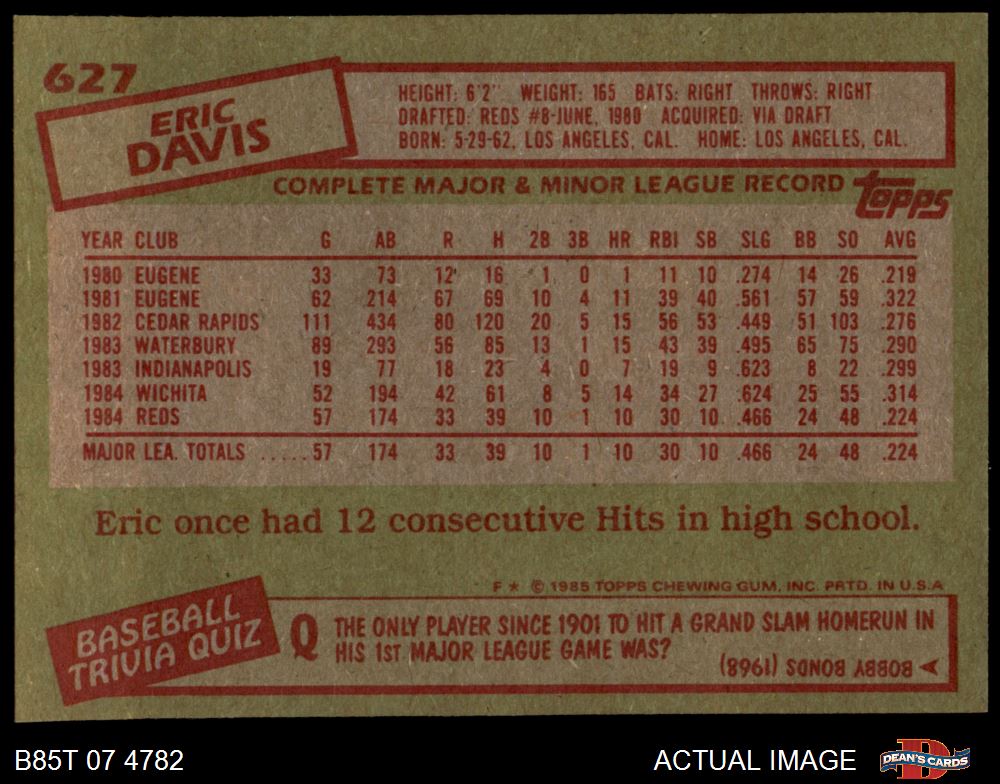 627
ERIC
DAVIS
HEIGHT: 6'2" WEIGHT: 165 BATS: RIGHT THROWS: RIGHT
DRAFTED: REDS #8-JUNE, 1980 ACQUIRED: VIA DRAFT
BORN: 5-29-62, LOS ANGELES, CAL. HOME: LOS ANGELES, CAL.
COMPLETE MAJOR & MINOR LEAGUE RECORD topps
YEAR CLUB G AB R H 2B 3B HR RBI SB SLG BB SO AVG
1980 EUGENE 33 73 12 16 1 0 1 11 10 .274 14 26 .219
1981 EUGENE 62 214 67 69 10 4 11 39 40 .561 57 59 .322
1982 CEDAR RAPIDS 111 434 80 120 20 5 15 56 53 .449 51 103 .276
1983 WATERBURY 89 293 56 85 13 1 15 43 39 .495 65 75 .290
1983 INDIANAPOLIS 19 77 18 23 4 0 7 19 9 .623 8 22 .299
1984 WICHITA 52 194 42 61 8 5 14 34 27 .624 25 55 .314
1984 REDS 57 174 33 39 10 1 10 30 10 .466 24 48 .224
MAJOR LEA. TOTALS .....57 174 33 39 10 1 10 30 10 .466 24 48 .224
Eric once had 12 consecutive Hits in high school.
F * © 1985 TOPPS CHEWING GUM, INC. PRTD. IN U.S.A
BASEBALL
TRIVIA QUIZ
Q THE ONLY PLAYER SINCE 1901 TO HIT A GRAND SLAM HOMERUN IN
HIS 1ST MAJOR LEAGUE GAME WAS?
BOBBY BONDS (1968)
B85T 07 4782
ACTUAL IMAGE
D
DEAN'S CARDS